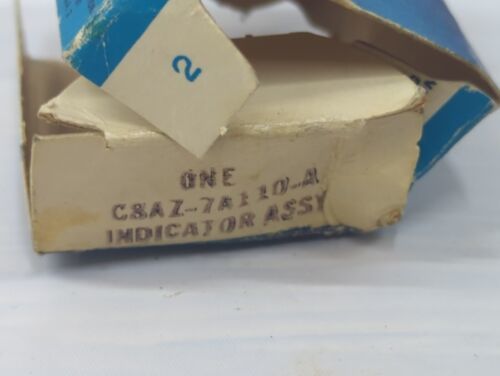 2
ONE
C8AZ-7A110-A
INDICATOR ASSY